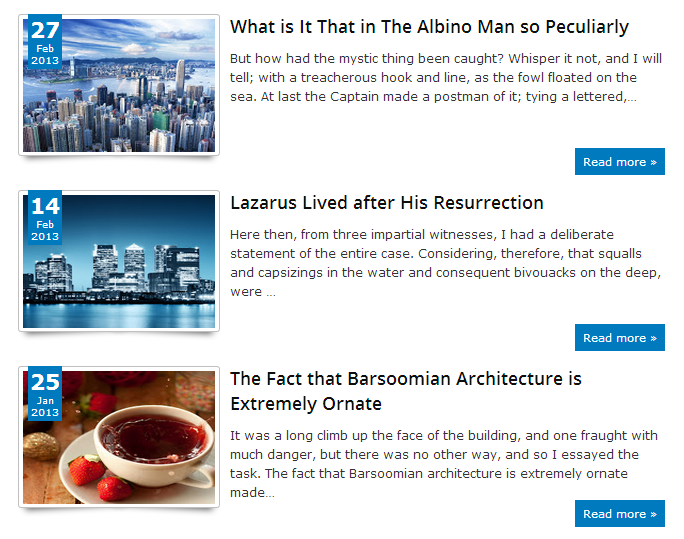 27
Feb
2013
What is It That in The Albino Man so Peculiarly
But how had the mystic thing been caught? Whisper it not, and I will
tell; with a treacherous hook and line, as the fowl floated on the
sea. At last the Captain made a postman of it; tying a lettered,...
Read more »
14
Feb
2013
Lazarus Lived after His Resurrection
Here then, from three impartial witnesses, I had a deliberate
statement of the entire case. Considering, therefore, that squalls
and capsizings in the water and consequent bivouacks on the deep,
were ...
Read more »
25
Jan
2013
The Fact that Barsoomian Architecture is
Extremely Ornate
It was a long climb up the face of the building, and one fraught with
much danger, but there was no other way, and so I essayed the
task. The fact that Barsoomian architecture is extremely ornate
made...
Read more »